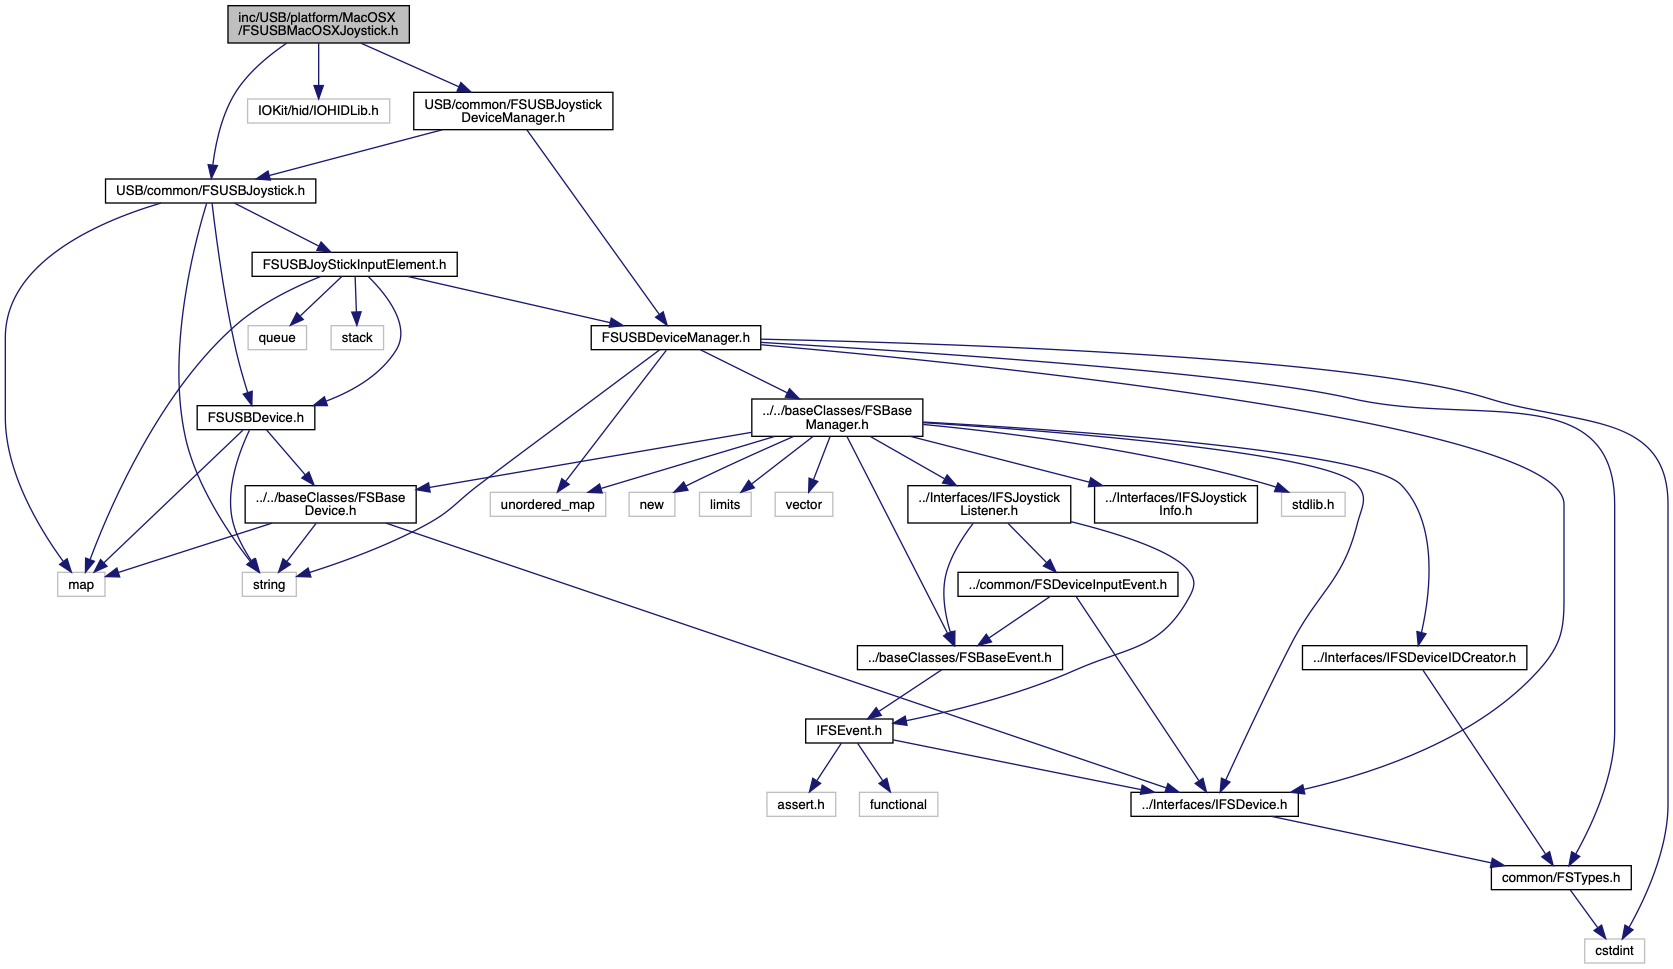 inc/USB/platform/MacOSX
/FSUSBMacOSXJoystick.h
IOKit/hid/IOHIDLib.h
USB/common/FSUSBJoystick
DeviceManager.h
USB/common/FSUSBJoystick.h
FSUSBJoyStickInputElement.h
queue
stack
FSUSBDeviceManager.h
FSUSBDevice.h
../../baseClasses/FSBase
Manager.h
../../baseClasses/FSBase
Device.h
unordered_map
new
limits
vector
../Interfaces/IFSJoystick
Listener.h
../Interfaces/IFSJoystick
Info.h
stdlib.h
map
string
../common/FSDeviceInputEvent.h
../baseClasses/FSBaseEvent.h
../Interfaces/IFSDeviceIDCreator.h
IFSEvent.h
assert.h
functional
../Interfaces/IFSDevice.h
common/FSTypes.h
cstdint